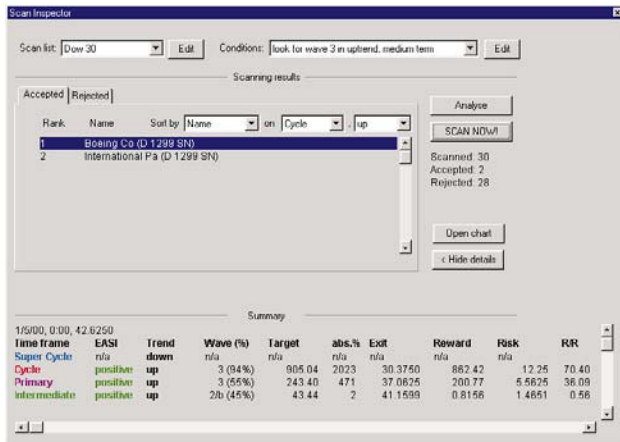 Scan Inspector
Scan list: Dow 30 Edit Conditions: look for wave 3 in uptrend, medium term Edit
Scanning results
Accepted Rejected
Analyse
Rank Name Sort by Name on Cycle , up
SCAN NOW!
1 Boeing Co (D 1299 SN)
2 International Pa (D 1299 SN)
Scanned: 30
Accepted: 2
Rejected: 28
Open chart
< Hide details
Summary
1/5/00, 0:00, 42.6250
Time frame EASI Trend Wave (%) Target abs.% Exit Reward Risk R/R
Super Cycle n/a down n/a n/a n/a n/a n/a n/a
Cycle positive up 3 (94%) 905.04 2023 30.3750 862.42 12.25 70.40
Primary positive up 3 (55%) 243.40 471 37.0625 200.77 5.5625 36.09
Intermediate positive up 2/b (45%) 43.44 2 41.1599 0.8156 1.4651 0.56